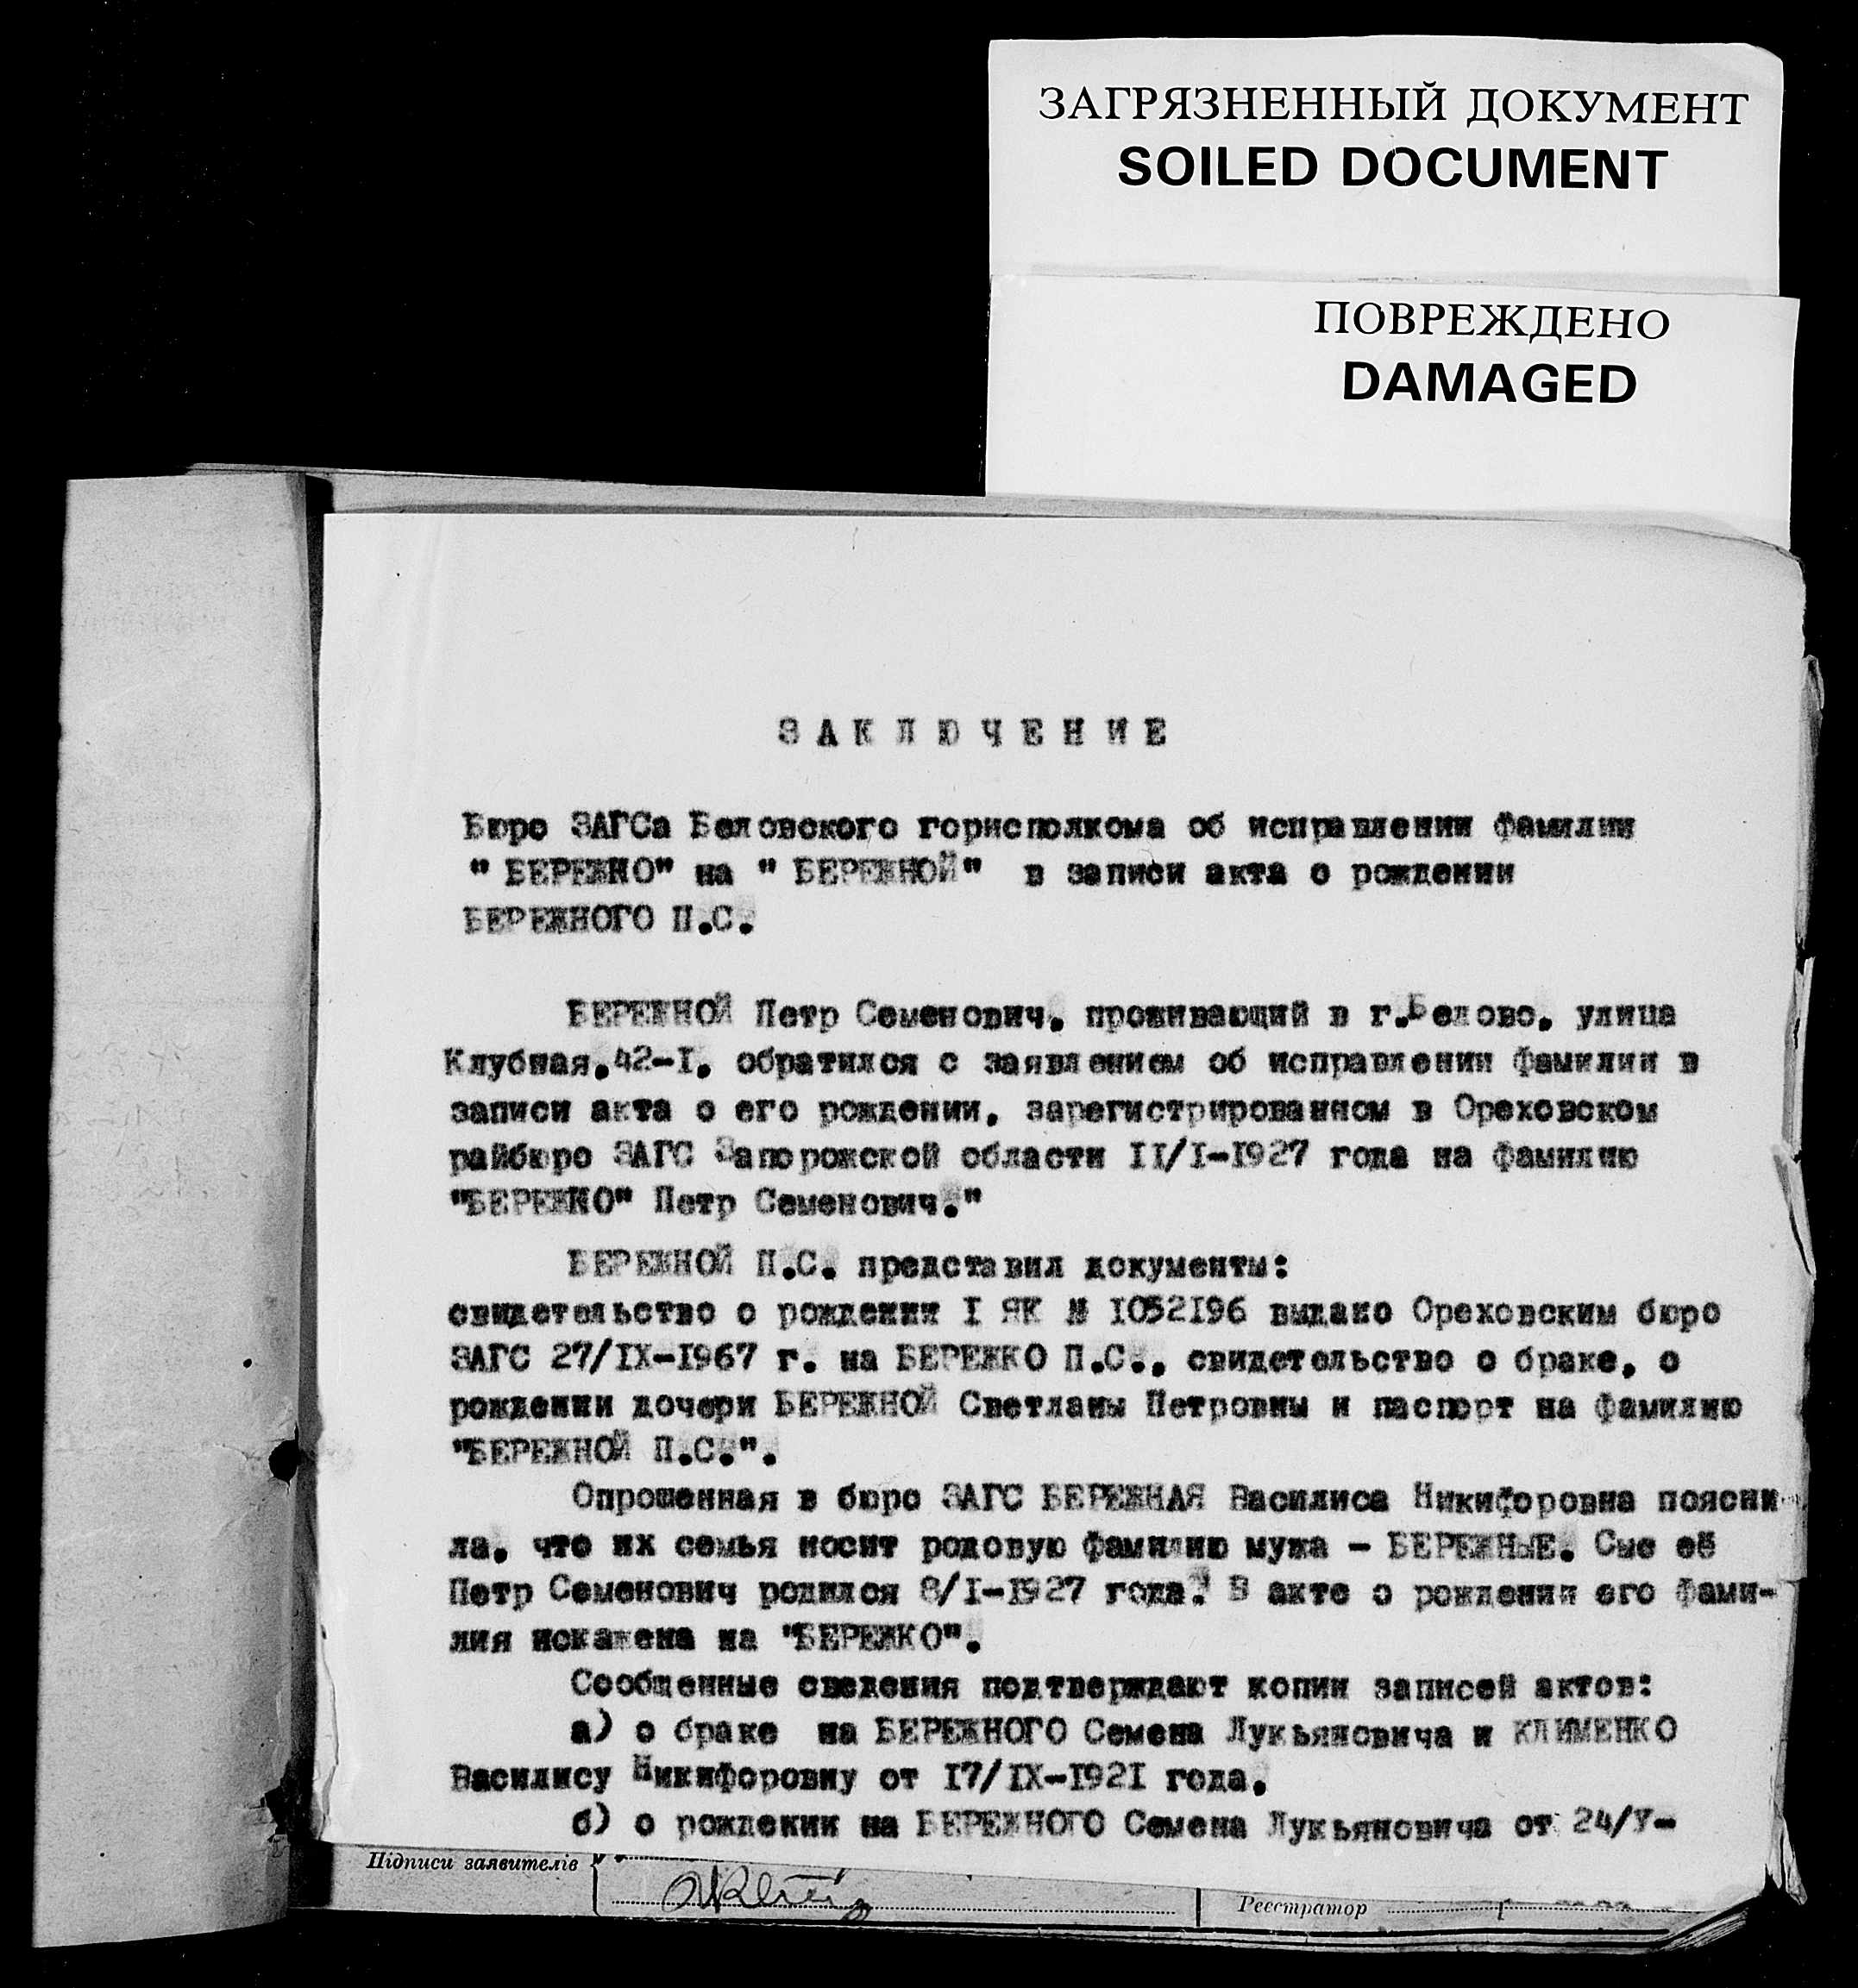 ЗАГРЯЗНЕННЫЙ ДОКУМЕНТ
SOILED DOCUMENT
ПОВРЕЖДЕНО
DAMAGED
ЗАКЛЮЧЕНИЕ
Бюро ЗАГСа Беловского горисполкома об исправлении фамилии
" БЕРЕЖКО" на " БЕРЕЖНОЙ" в записи акта о рождении
БЕРЕЖНОГО П.С.
БЕРЕЖНОЙ Петр Семенович, проживающий в г.Белово, улица
Клубная,42-I, обратился с заявлением об исправлении фамилии в
записи акта о его рождении, зарегистрированном в Ореховском
райбюро ЗАГС Запорожской области II/I-1927 года на фамилию
"БЕРЕЖКО" Петр Семенович."
БЕРЕЖНОЙ П.С. представил документы:
свидетельство о рождении I ЯК № I052I96 выдано Ореховским бюро
ЗАГС 27/IX-I967 г. на БЕРЕЖКО П.С., свидетельство о браке, о
рождении дочери БЕРЕЖНОЙ Светланы Петровны и паспорт на фамилию
"БЕРЕЖНОЙ П.С.".
Опрошенная в бюро ЗАГС БЕРЕЖНАЯ Василиса Никифоровна поясни
ла, что их семья носит родовую фамилию мужа - БЕРЕЖНЫЕ. Сын её
Петр Семенович родился 8/I-I927 года. В акте о рождении его фами-
лия искажена на "БЕРЕЖКО".
Сообщенные сведения подтверждают копии записей актов:
а) о браке на БЕРЕЖНОГО Семена Лукьяновича и КЛИМЕНКО
Василису Никифоровну от I7/IX-I92I года.
б) о рождении на БЕРЕЖНОГО Семена Лукьяновича от 24/У-
Підписи заявителів
Реєстратор